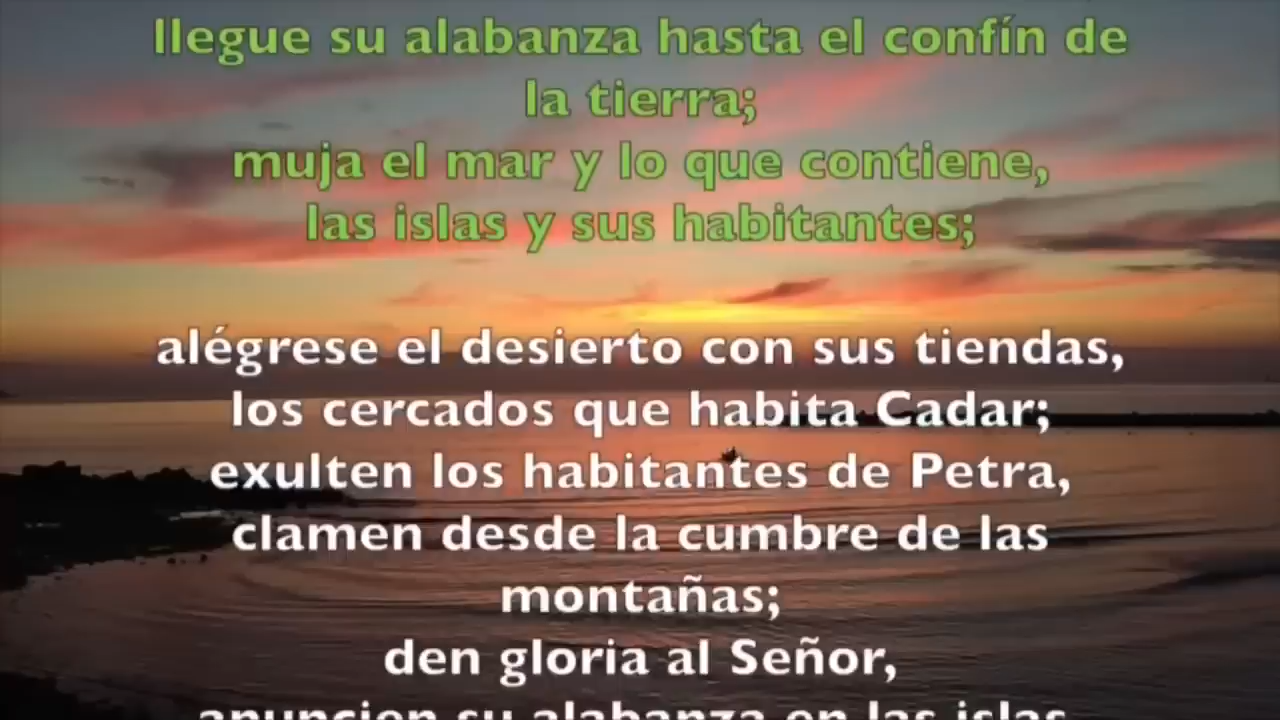 llegue su alabanza hasta el confín de
la tierra;
muja el mar y lo que contiene,
las islas y sus habitantes;
alégrese el desierto con sus tiendas,
los cercados que habita Cadar;
exulten los habitantes de Petra,
clamen desde la cumbre de las
montañas;
den gloria al Señor,
anuncien su alabanza en las islas